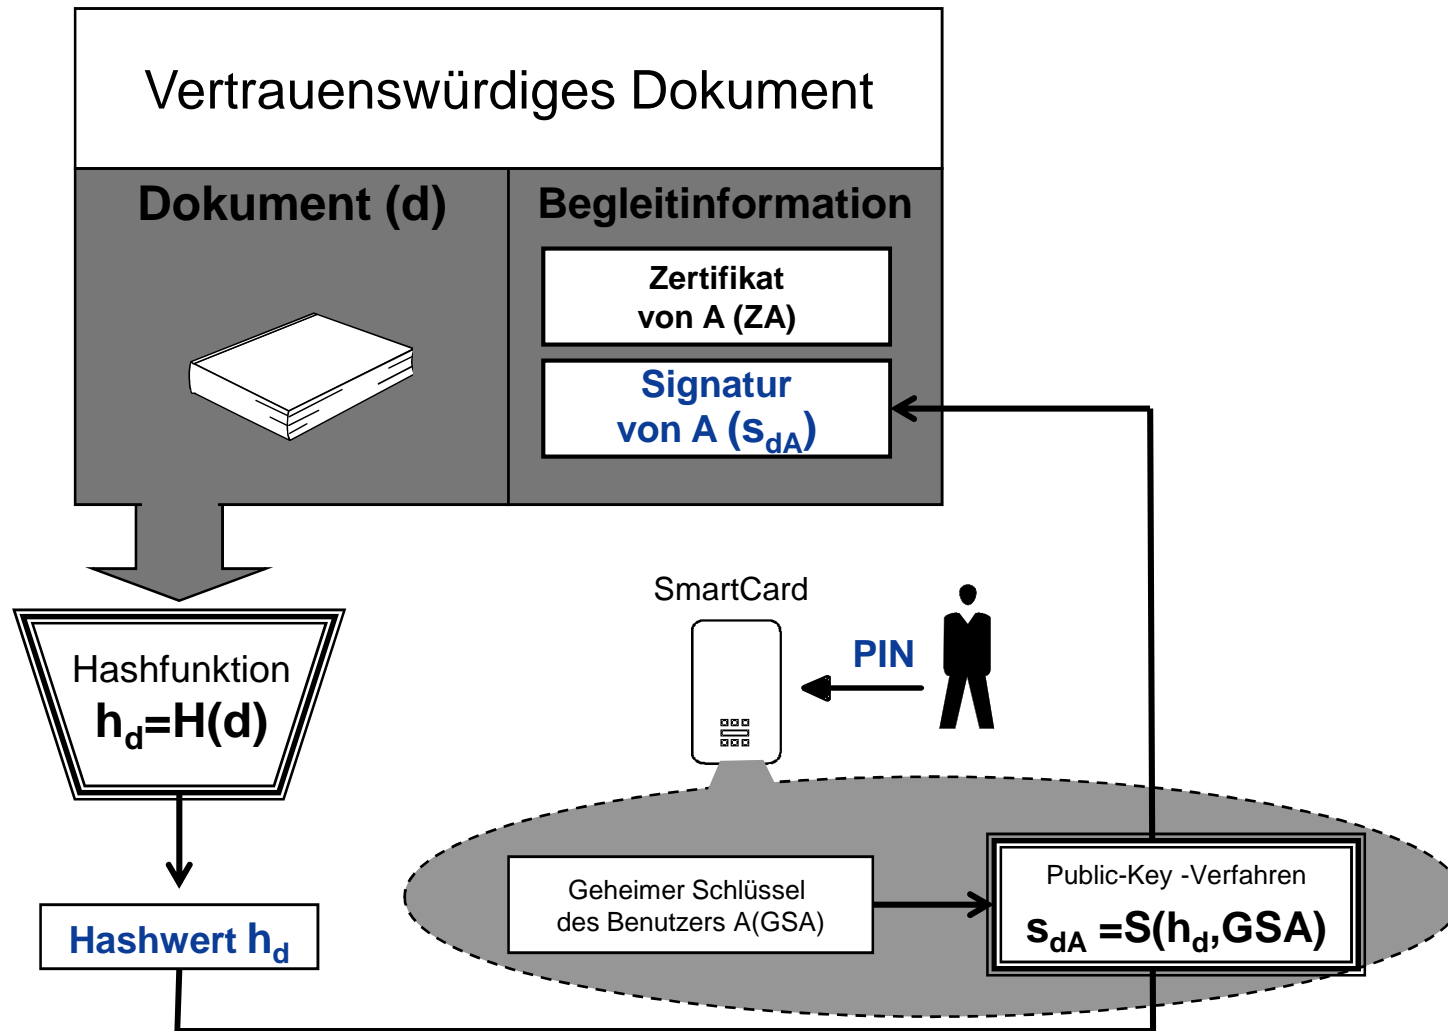 Vertrauenswürdiges Dokument
Dokument (d)
Begleitinformation
Zertifikat
von A (ZA)
Signatur
von A (sdA)
SmartCard
PIN
Hashfunktion
hd=H(d)
Hashwert hd
Geheimer Schlüssel
des Benutzers A(GSA)
Public-Key -Verfahren
sdA =S(hd,GSA)